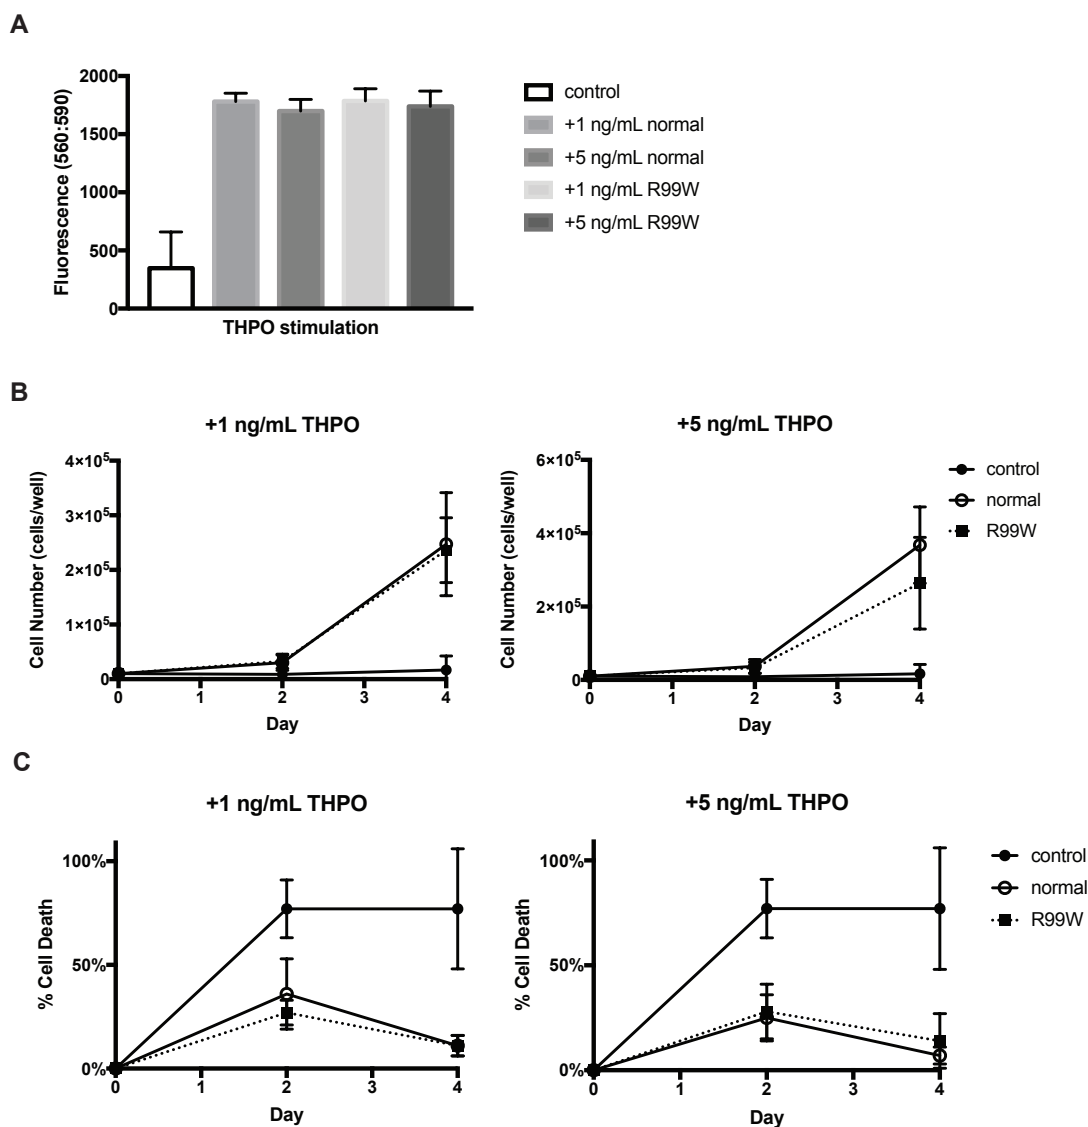 A
2000
1500
1000
500
0
Fluorescence (560:590)
THPO stimulation
control
+1 ng/mL normal
+5 ng/mL normal
+1 ng/mL R99W
+5 ng/mL R99W
B
+1 ng/mL THPO
4×10⁵
3×10⁵
2×10⁵
1×10⁵
0
Cell Number (cells/well)
0 1 2 3 4
Day
+5 ng/mL THPO
6×10⁵
4×10⁵
2×10⁵
0
Cell Number (cells/well)
0 1 2 3 4
Day
control
normal
R99W
C
+1 ng/mL THPO
100%
50%
0%
% Cell Death
0 1 2 3 4
Day
+5 ng/mL THPO
100%
50%
0%
% Cell Death
0 1 2 3 4
Day
control
normal
R99W